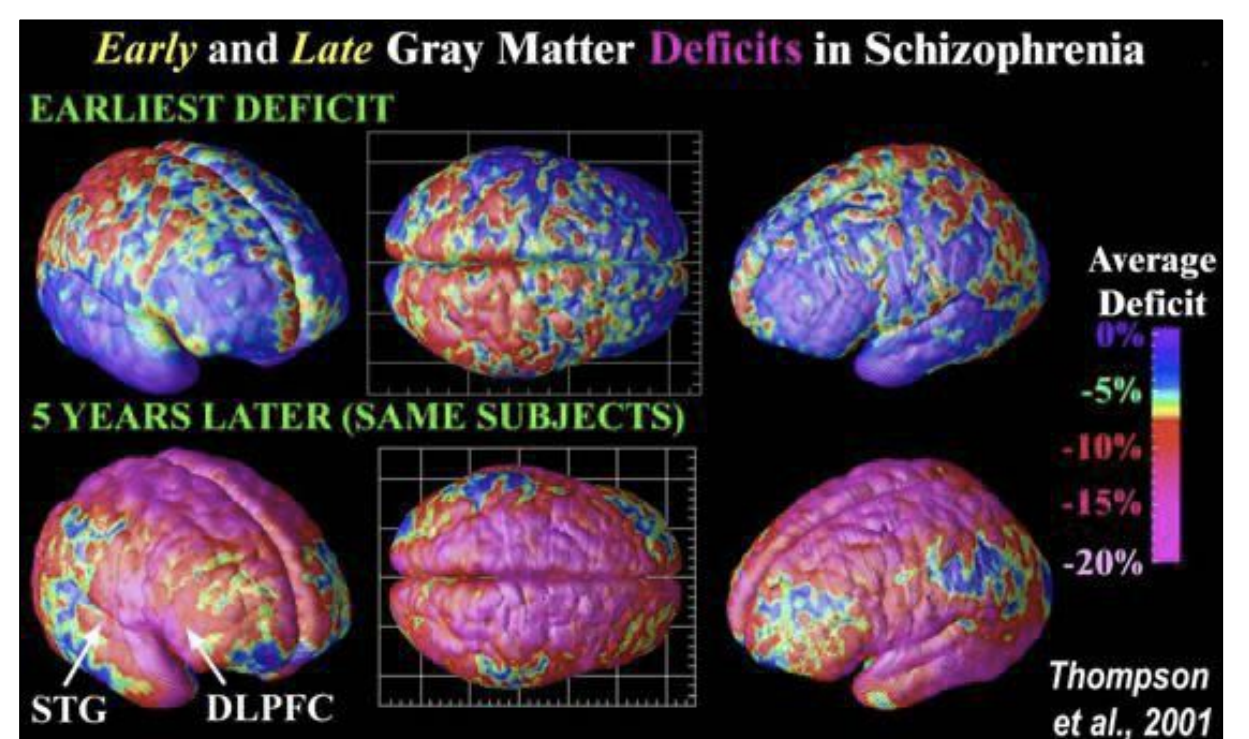 Early and Late Gray Matter Deficits in Schizophrenia
EARLIEST DEFICIT
Average
Deficit
0%
-5%
-10%
-15%
-20%
5 YEARS LATER (SAME SUBJECTS)
STG
DLPFC
Thompson
et al., 2001